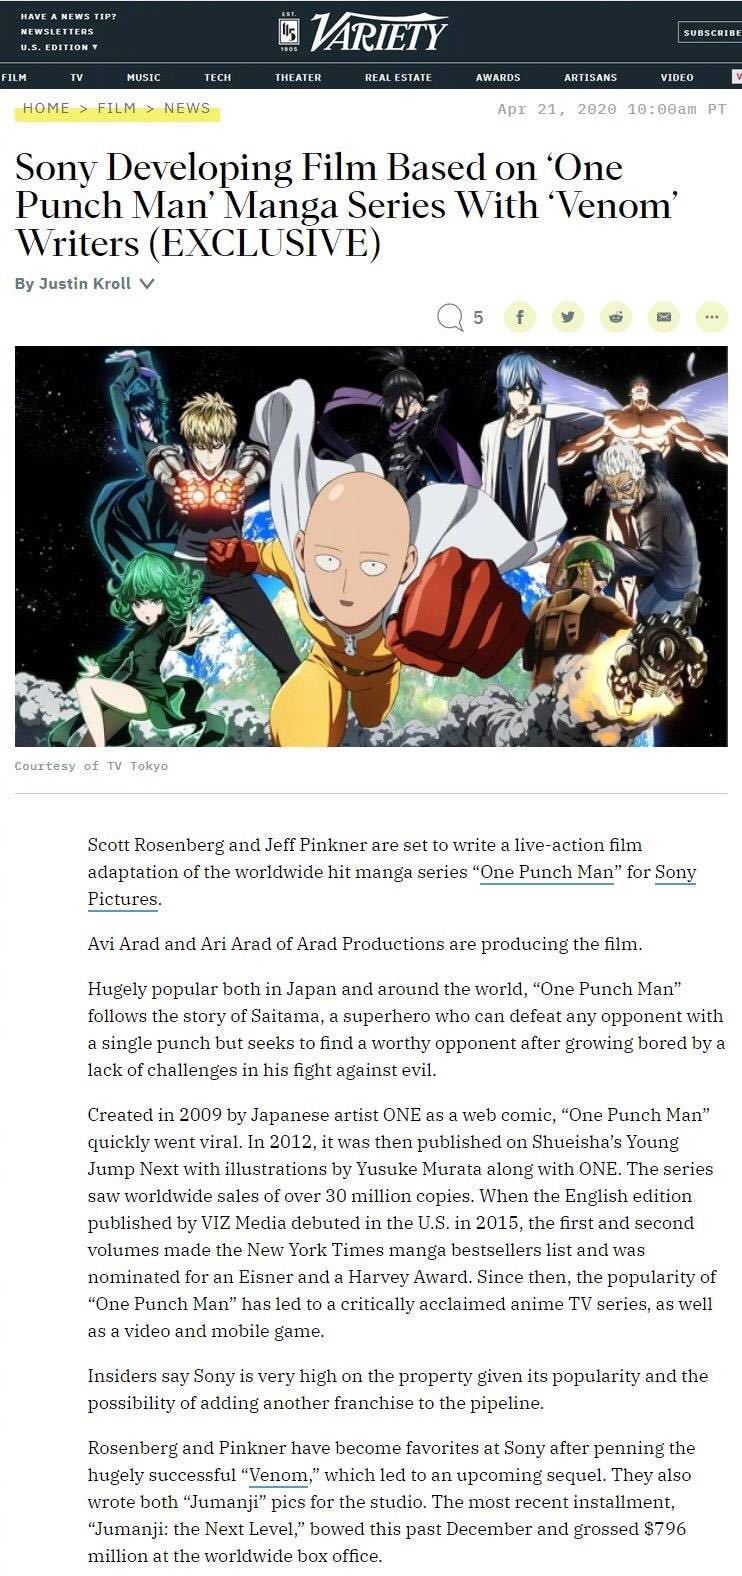 HAVE A NEWS TIP?
NEWSLETTERS
U.S. EDITION ▼
EST.
1905
VARIETY
SUBSCRIBE
FILM TV MUSIC TECH THEATER REAL ESTATE AWARDS ARTISANS VIDEO V
HOME > FILM > NEWS
Apr 21, 2020 10:00am PT
Sony Developing Film Based on ‘One
Punch Man’ Manga Series With ‘Venom’
Writers (EXCLUSIVE)
By Justin Kroll
5
Courtesy of TV Tokyo
Scott Rosenberg and Jeff Pinkner are set to write a live-action film
adaptation of the worldwide hit manga series “One Punch Man” for Sony
Pictures.
Avi Arad and Ari Arad of Arad Productions are producing the film.
Hugely popular both in Japan and around the world, “One Punch Man”
follows the story of Saitama, a superhero who can defeat any opponent with
a single punch but seeks to find a worthy opponent after growing bored by a
lack of challenges in his fight against evil.
Created in 2009 by Japanese artist ONE as a web comic, “One Punch Man”
quickly went viral. In 2012, it was then published on Shueisha’s Young
Jump Next with illustrations by Yusuke Murata along with ONE. The series
saw worldwide sales of over 30 million copies. When the English edition
published by VIZ Media debuted in the U.S. in 2015, the first and second
volumes made the New York Times manga bestsellers list and was
nominated for an Eisner and a Harvey Award. Since then, the popularity of
“One Punch Man” has led to a critically acclaimed anime TV series, as well
as a video and mobile game.
Insiders say Sony is very high on the property given its popularity and the
possibility of adding another franchise to the pipeline.
Rosenberg and Pinkner have become favorites at Sony after penning the
hugely successful “Venom,” which led to an upcoming sequel. They also
wrote both “Jumanji” pics for the studio. The most recent installment,
“Jumanji: the Next Level,” bowed this past December and grossed $796
million at the worldwide box office.